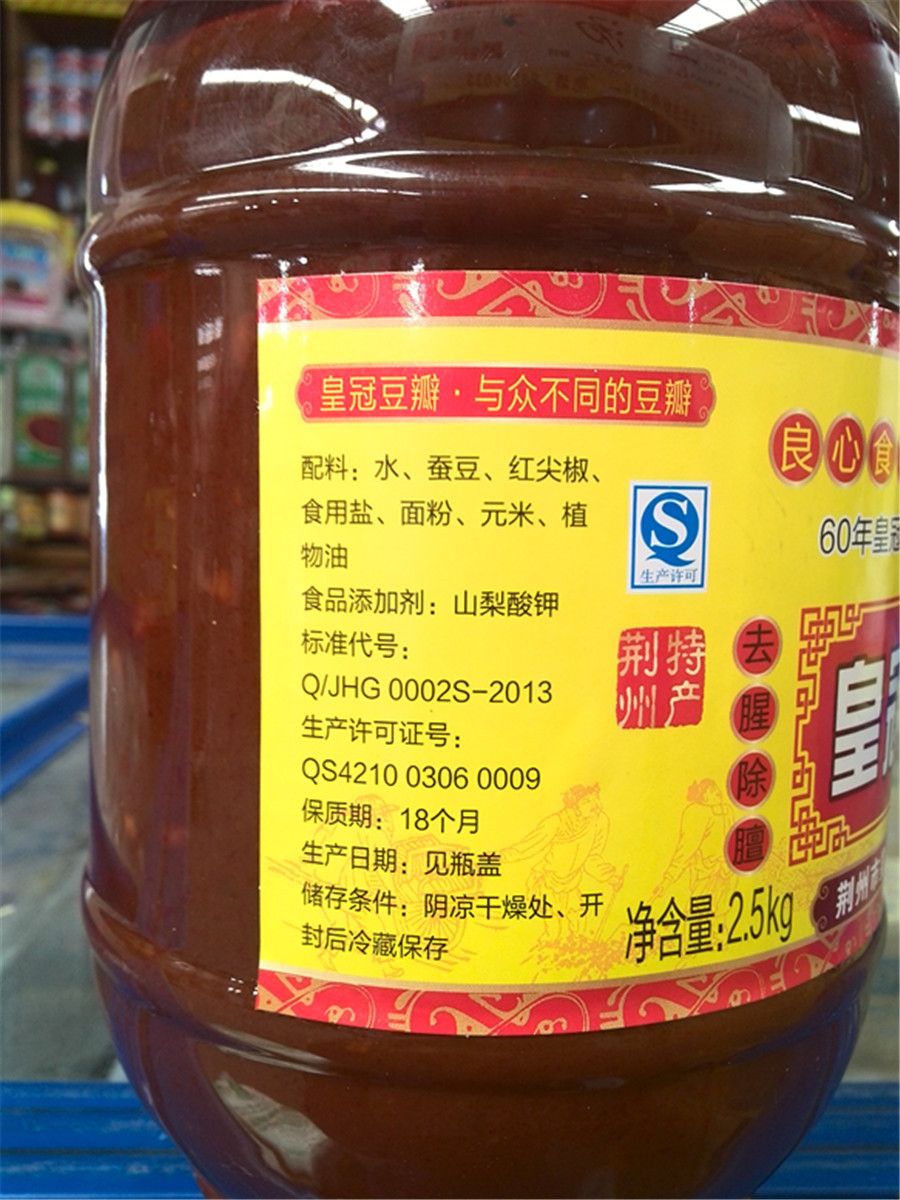 皇冠豆瓣·与众不同的豆瓣
配料：水、蚕豆、红尖椒、
食用盐、面粉、元米、植
物油
食品添加剂：山梨酸钾
标准代号：
Q/JHG 0002S-2013
生产许可证号：
QS4210 0306 0009
保质期：18个月
生产日期：见瓶盖
储存条件：阴凉干燥处、开
封后冷藏保存
生产许可
荆州特产
净含量:2.5kg
良心食
60年皇冠
去腥除膻
皇冠
荆州市